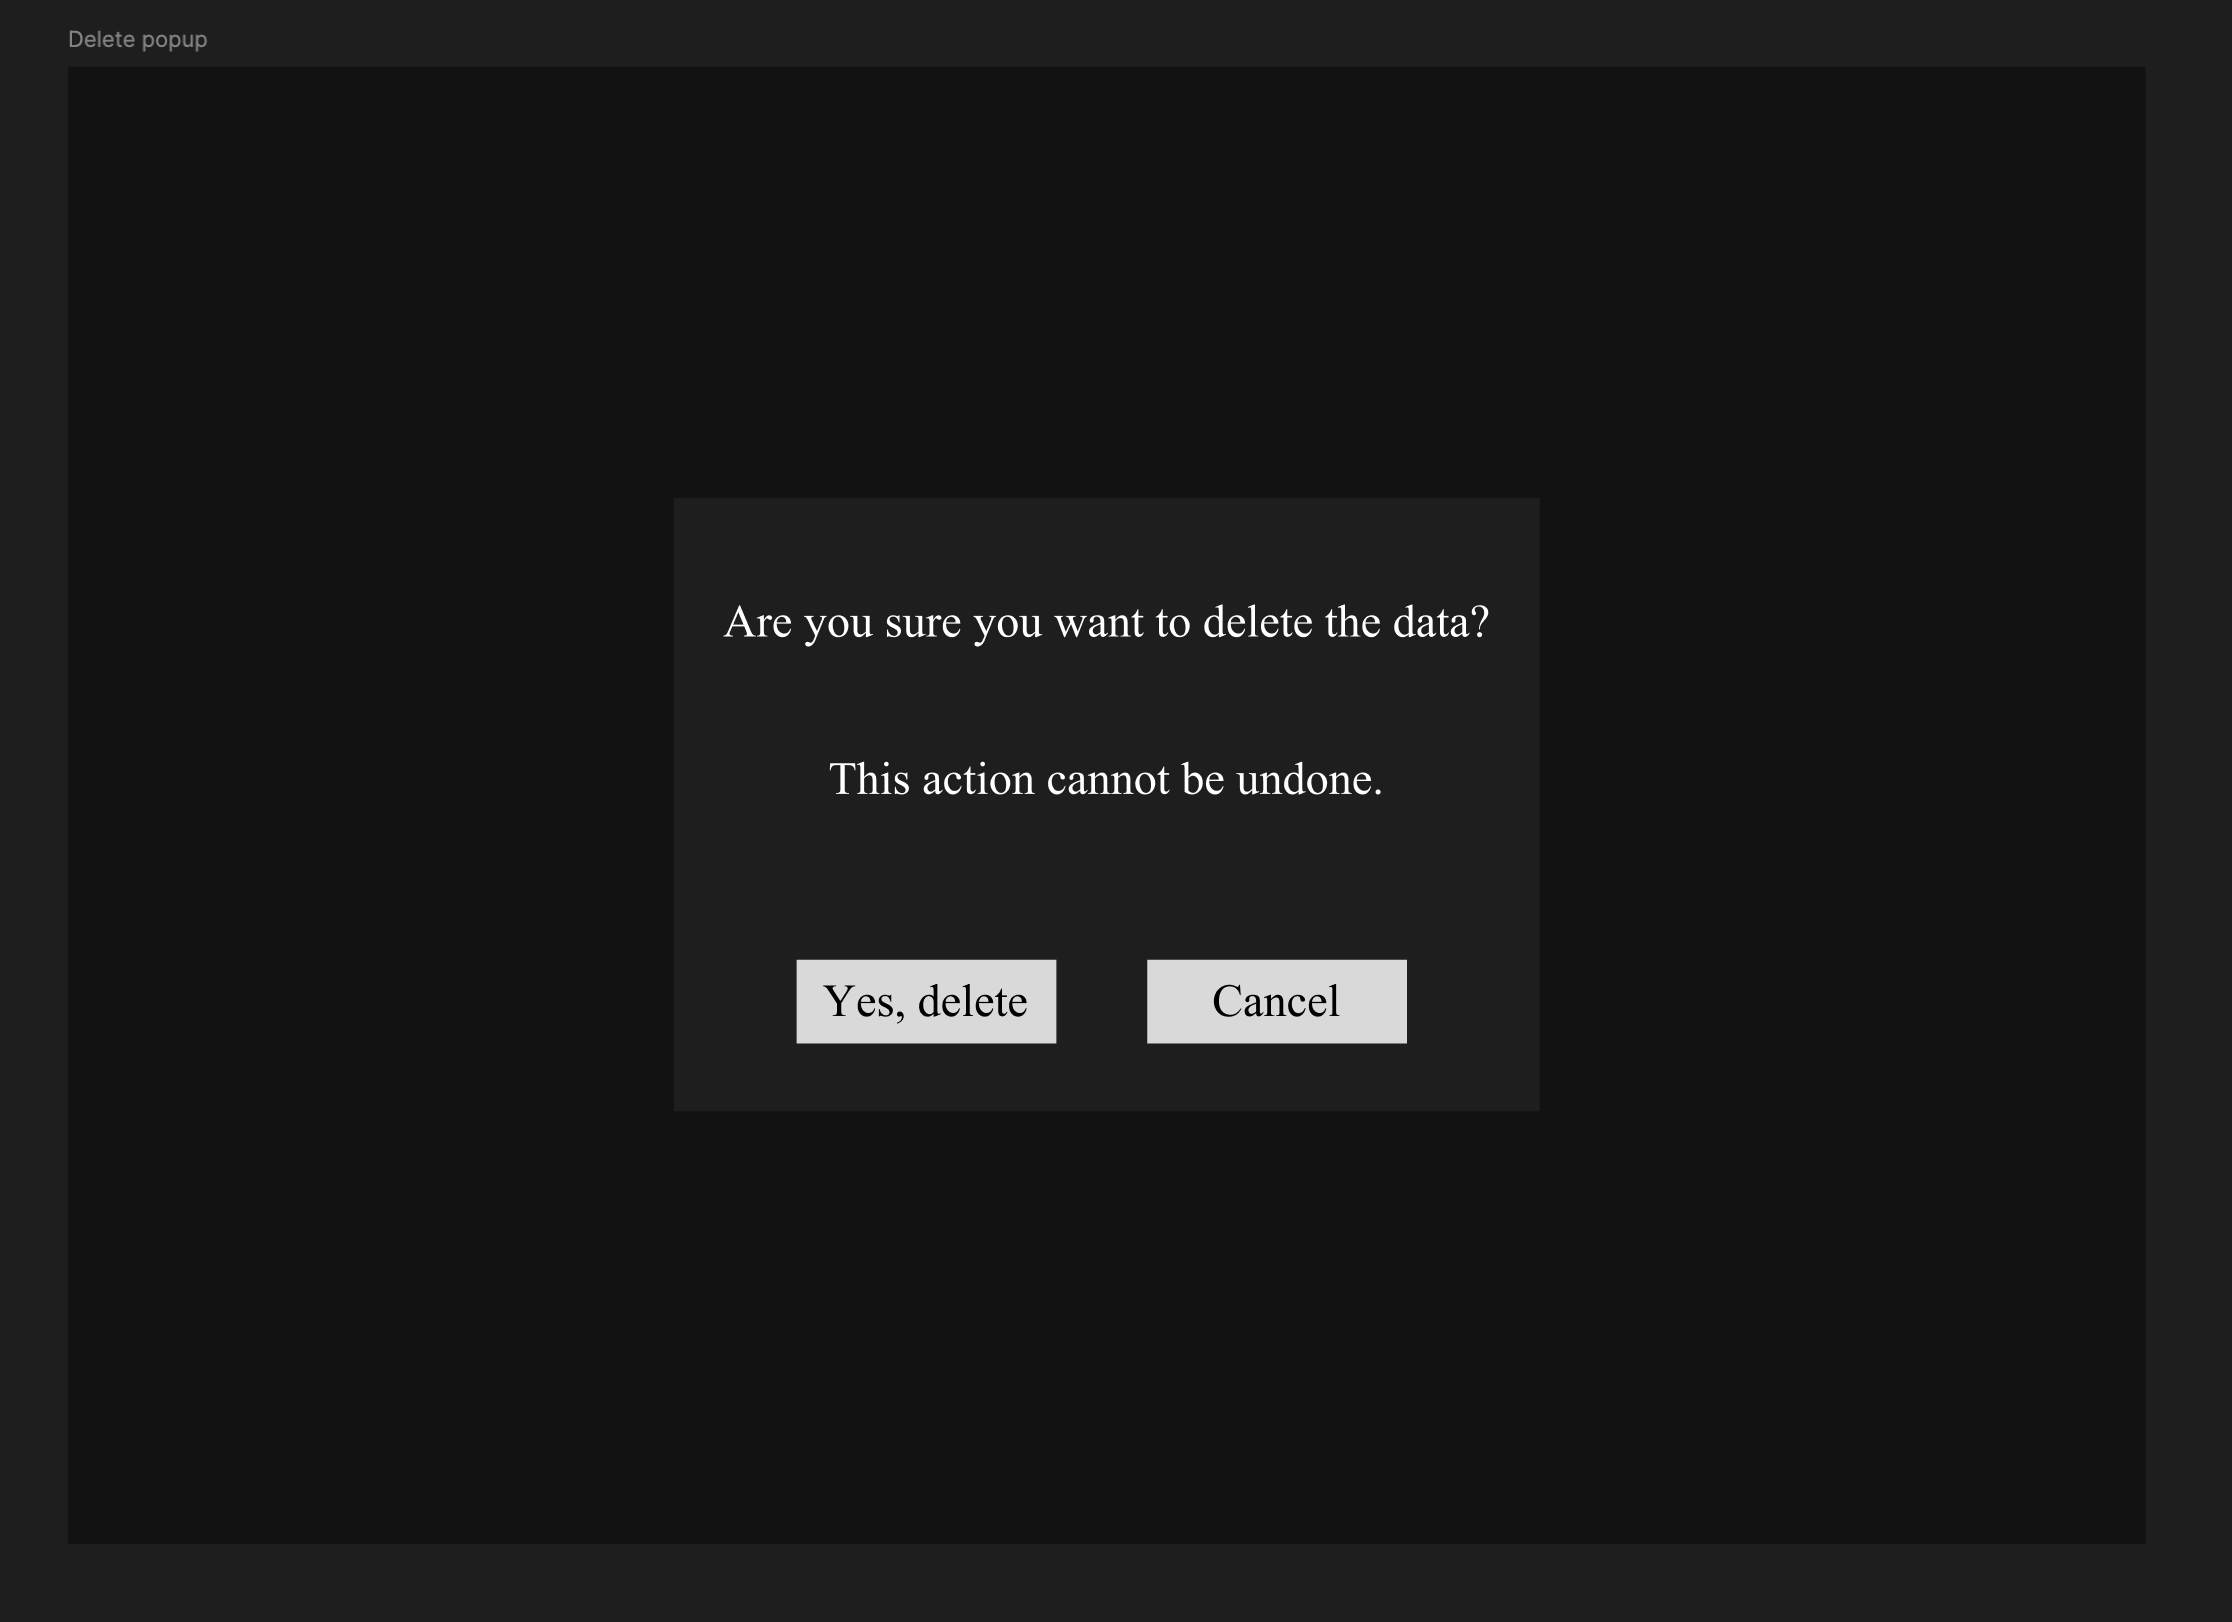 Delete popup
Are you sure you want to delete the data?
This action cannot be undone.
Yes, delete
Cancel